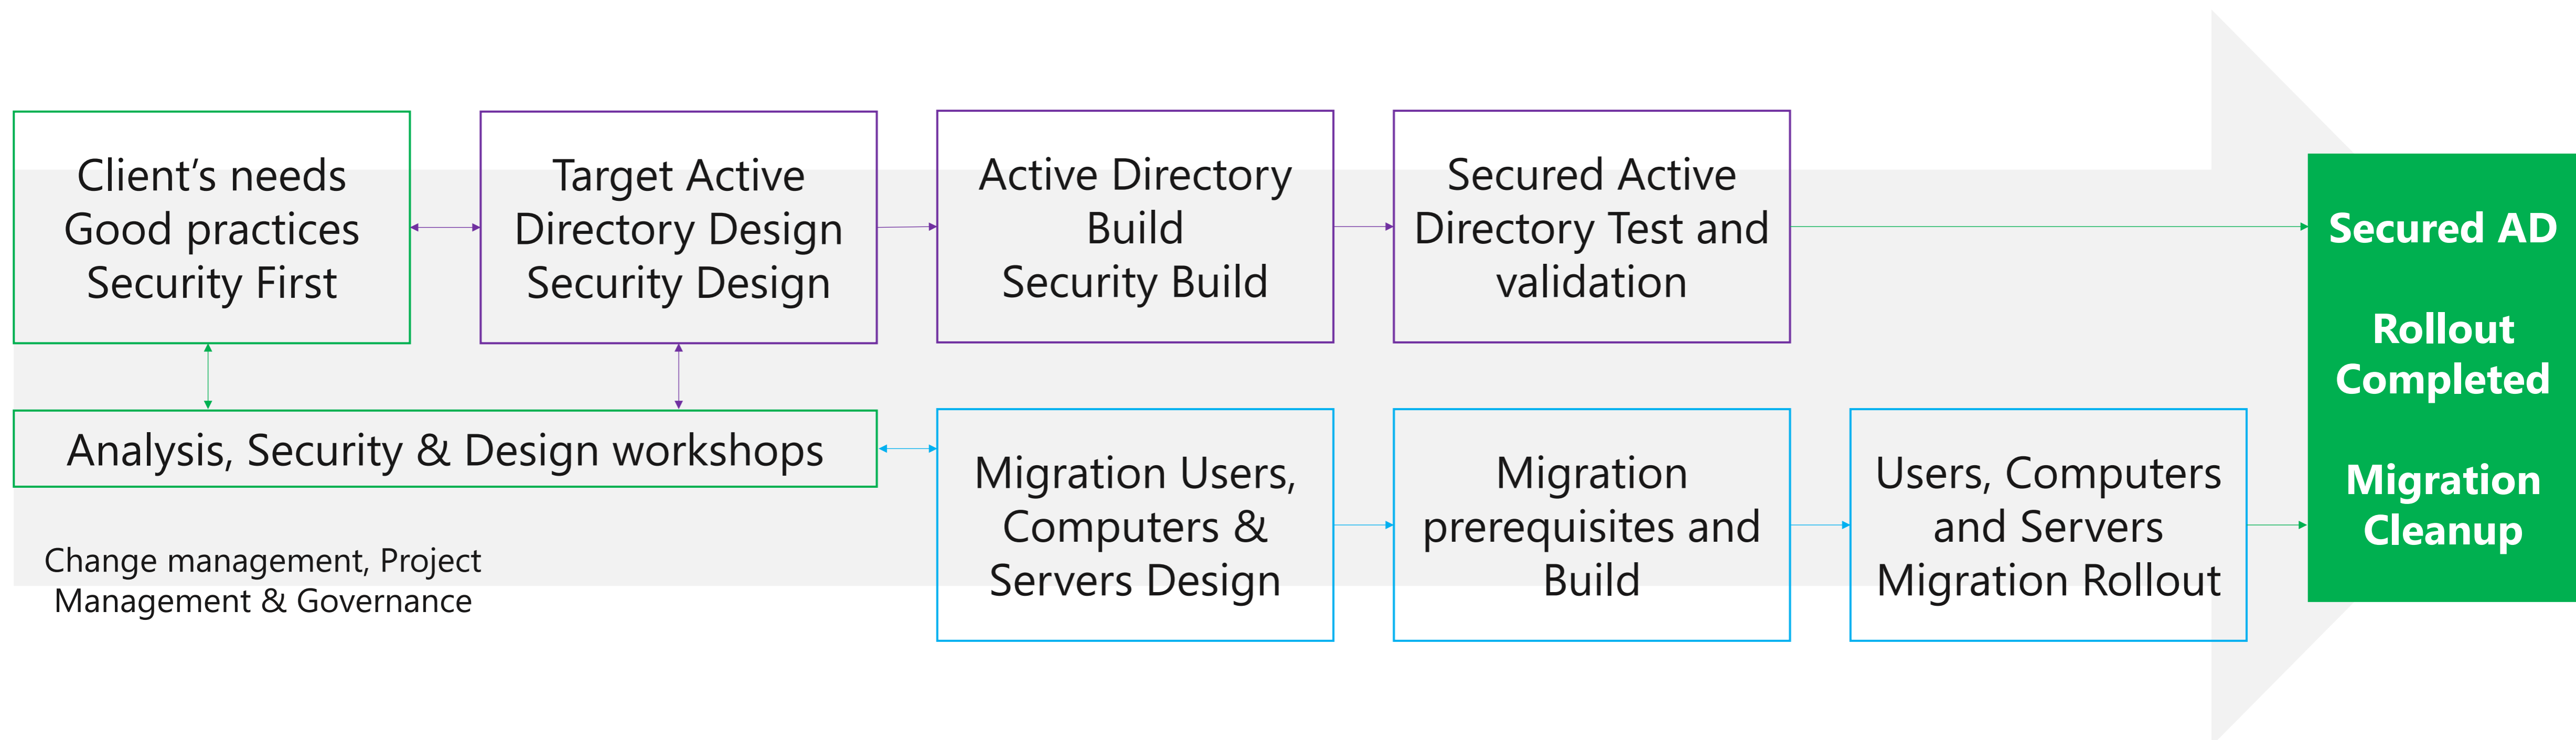 Client‘s needs
Good practices
Security First
Target Active
Directory Design
Security Design
Active Directory
Build
Security Build
Secured Active
Directory Test and
validation
Secured AD
Rollout
Completed
Migration
Cleanup
Analysis, Security & Design workshops
Migration Users,
Computers &
Servers Design
Migration
prerequisites and
Build
Users, Computers
and Servers
Migration Rollout
Change management, Project
Management & Governance